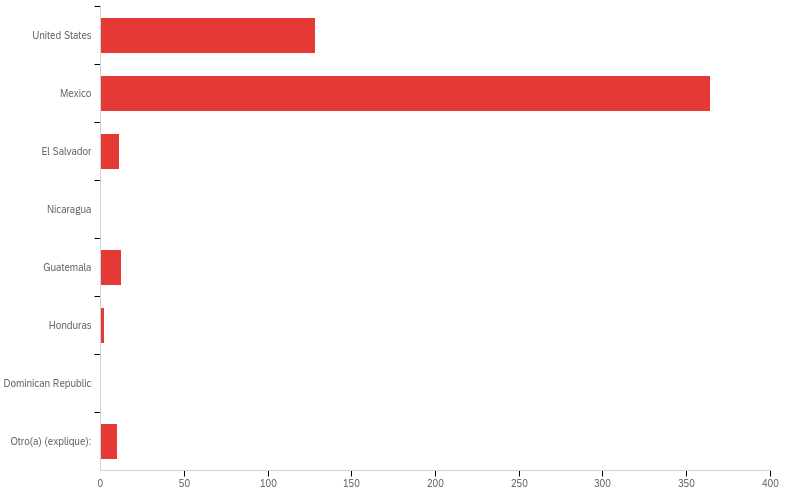 United States
Mexico
El Salvador
Nicaragua
Guatemala
Honduras
Dominican Republic
Otro(a) (explique):
0 50 100 150 200 250 300 350 400